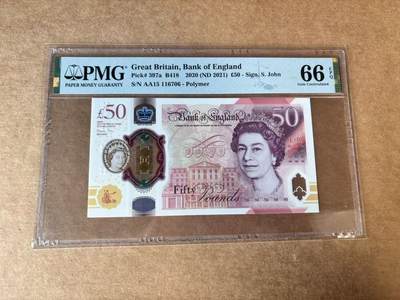 PMG
PAPER MONEY GUARANTY
Great Britain, Bank of England
Pick# 397a B418 2020 (ND 2021) £50 - Sign. S. John
S/N AA15 116706 - Polymer
66 EPQ
Gem Uncirculated
£50
Bank of England
50
Fifty
Pounds